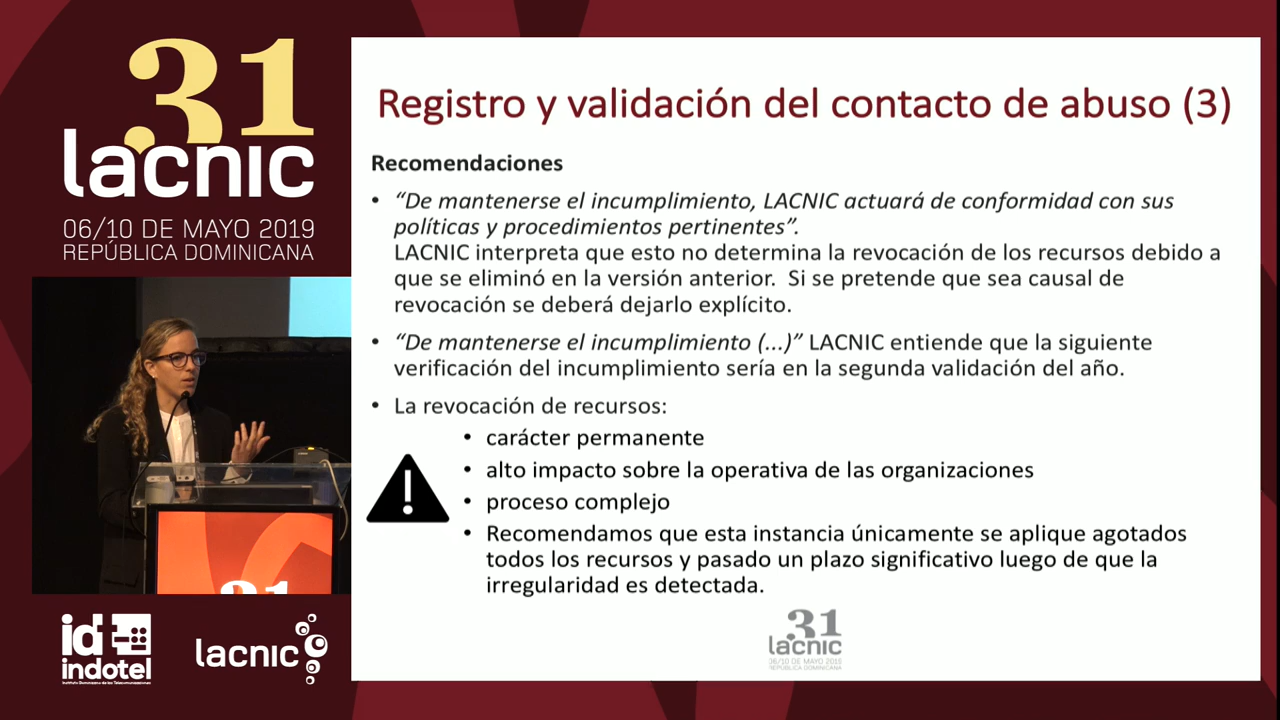 31
lacnic
06/10 DE MAYO 2019
REPÚBLICA DOMINICANA
Registro y validación del contacto de abuso (3)
Recomendaciones
• “De mantenerse el incumplimiento, LACNIC actuará de conformidad con sus
políticas y procedimientos pertinentes”.
LACNIC interpreta que esto no determina la revocación de los recursos debido a
que se eliminó en la versión anterior. Si se pretende que sea causal de
revocación se deberá dejarlo explícito.
• “De mantenerse el incumplimiento (...)” LACNIC entiende que la siguiente
verificación del incumplimiento sería en la segunda validación del año.
• La revocación de recursos:
• carácter permanente
• alto impacto sobre la operativa de las organizaciones
• proceso complejo
• Recomendamos que esta instancia únicamente se aplique agotados
todos los recursos y pasado un plazo significativo luego de que la
irregularidad es detectada.
31
lacnic
06/10 DE MAYO 2019
REPÚBLICA DOMINICANA
31
id
indotel
Instituto Dominicano de las Telecomunicaciones
lacnic